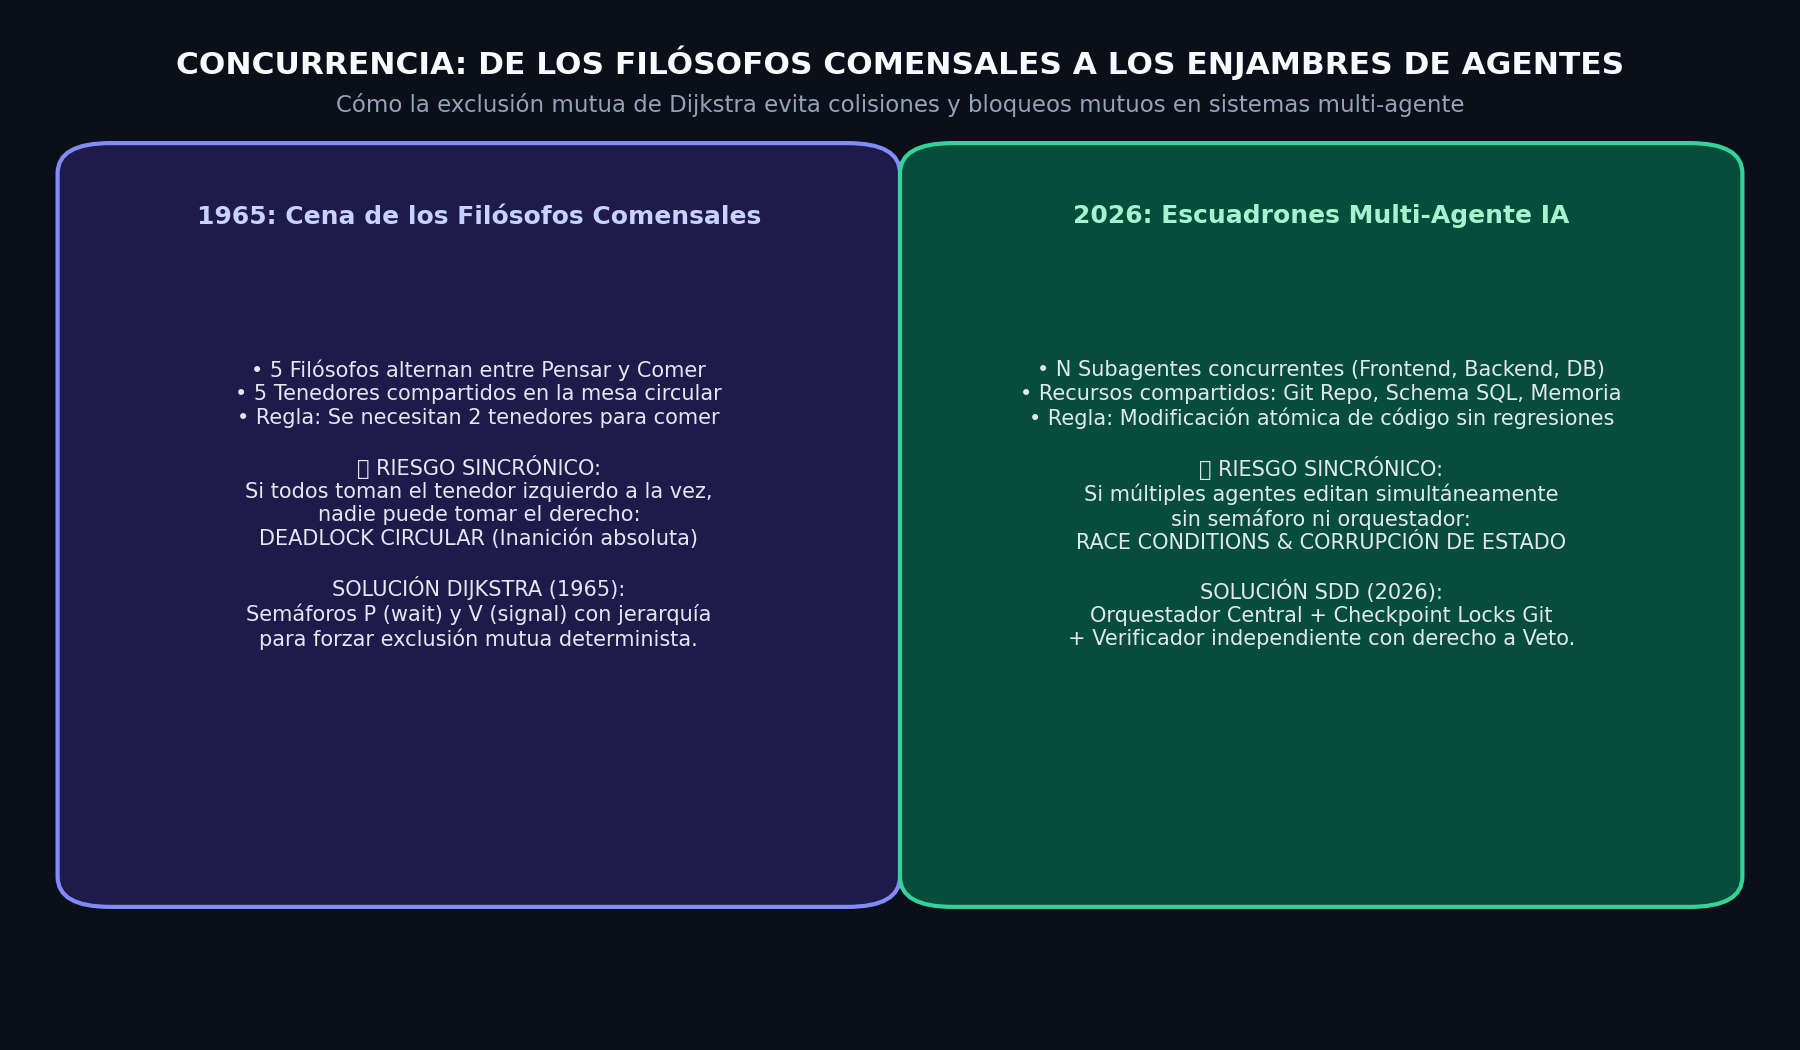 CONCURRENCIA: DE LOS FILÓSOFOS COMENSALES A LOS ENJAMBRES DE AGENTES
Cómo la exclusión mutua de Dijkstra evita colisiones y bloqueos mutuos en sistemas multi-agente
1965: Cena de los Filósofos Comensales
• 5 Filósofos alternan entre Pensar y Comer
• 5 Tenedores compartidos en la mesa circular
• Regla: Se necesitan 2 tenedores para comer
RIESGO SINCRÓNICO:
Si todos toman el tenedor izquierdo a la vez,
nadie puede tomar el derecho:
DEADLOCK CIRCULAR (Inanición absoluta)
SOLUCIÓN DIJKSTRA (1965):
Semáforos P (wait) y V (signal) con jerarquía
para forzar exclusión mutua determinista.
2026: Escuadrones Multi-Agente IA
• N Subagentes concurrentes (Frontend, Backend, DB)
• Recursos compartidos: Git Repo, Schema SQL, Memoria
• Regla: Modificación atómica de código sin regresiones
RIESGO SINCRÓNICO:
Si múltiples agentes editan simultáneamente
sin semáforo ni orquestador:
RACE CONDITIONS & CORRUPCIÓN DE ESTADO
SOLUCIÓN SDD (2026):
Orquestador Central + Checkpoint Locks Git
+ Verificador independiente con derecho a Veto.